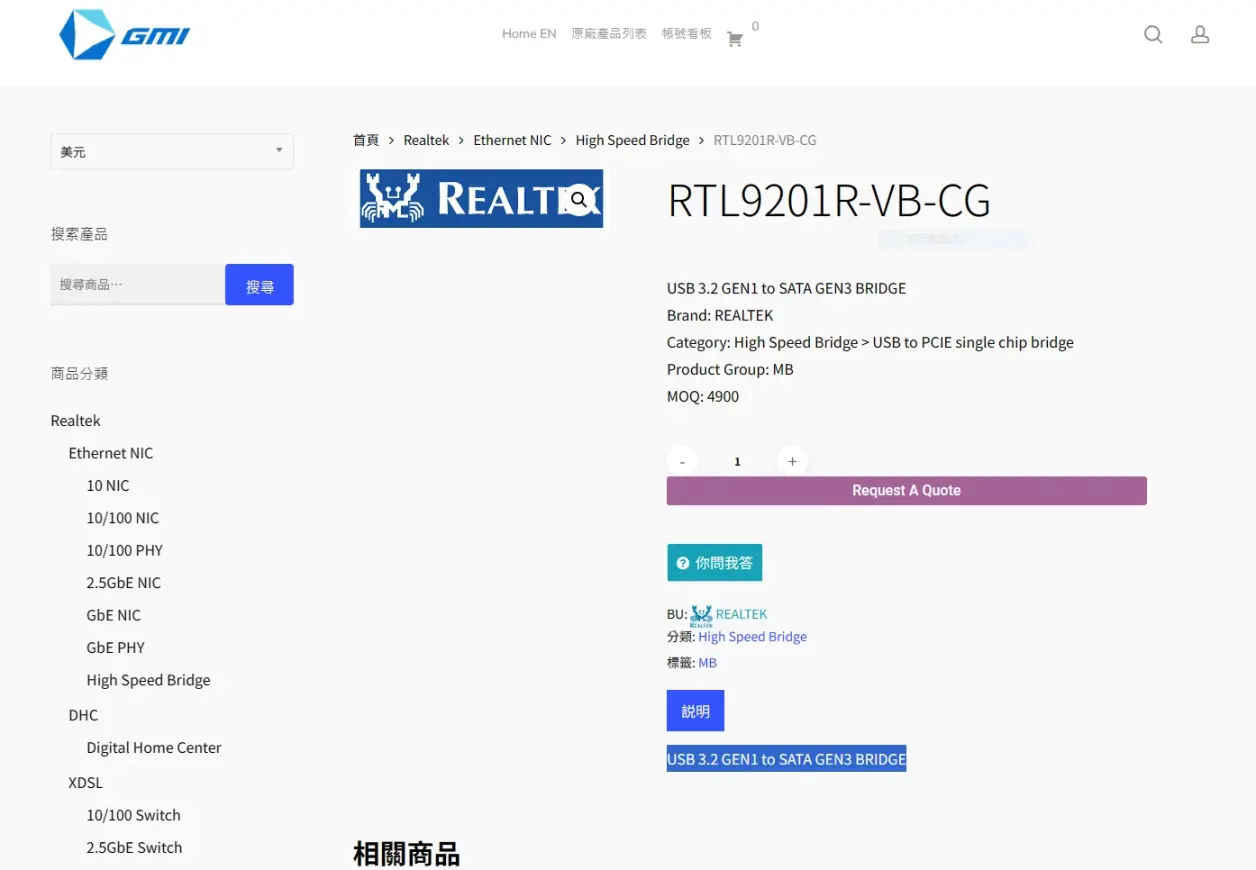 GMI
Home EN 原廠產品列表 帳號看板 0
美元
搜索產品
搜尋商品…
搜尋
商品分類
Realtek
Ethernet NIC
10 NIC
10/100 NIC
10/100 PHY
2.5GbE NIC
GbE NIC
GbE PHY
High Speed Bridge
DHC
Digital Home Center
XDSL
10/100 Switch
2.5GbE Switch
首頁 > Realtek > Ethernet NIC > High Speed Bridge > RTL9201R-VB-CG
REALTEK
RTL9201R-VB-CG
USB 3.2 GEN1 to SATA GEN3 BRIDGE
Brand: REALTEK
Category: High Speed Bridge > USB to PCIE single chip bridge
Product Group: MB
MOQ: 4900
- 1 +
Request A Quote
? 你問我答
BU: REALTEK REALTEK
分類: High Speed Bridge
標籤: MB
説明
USB 3.2 GEN1 to SATA GEN3 BRIDGE
相關商品